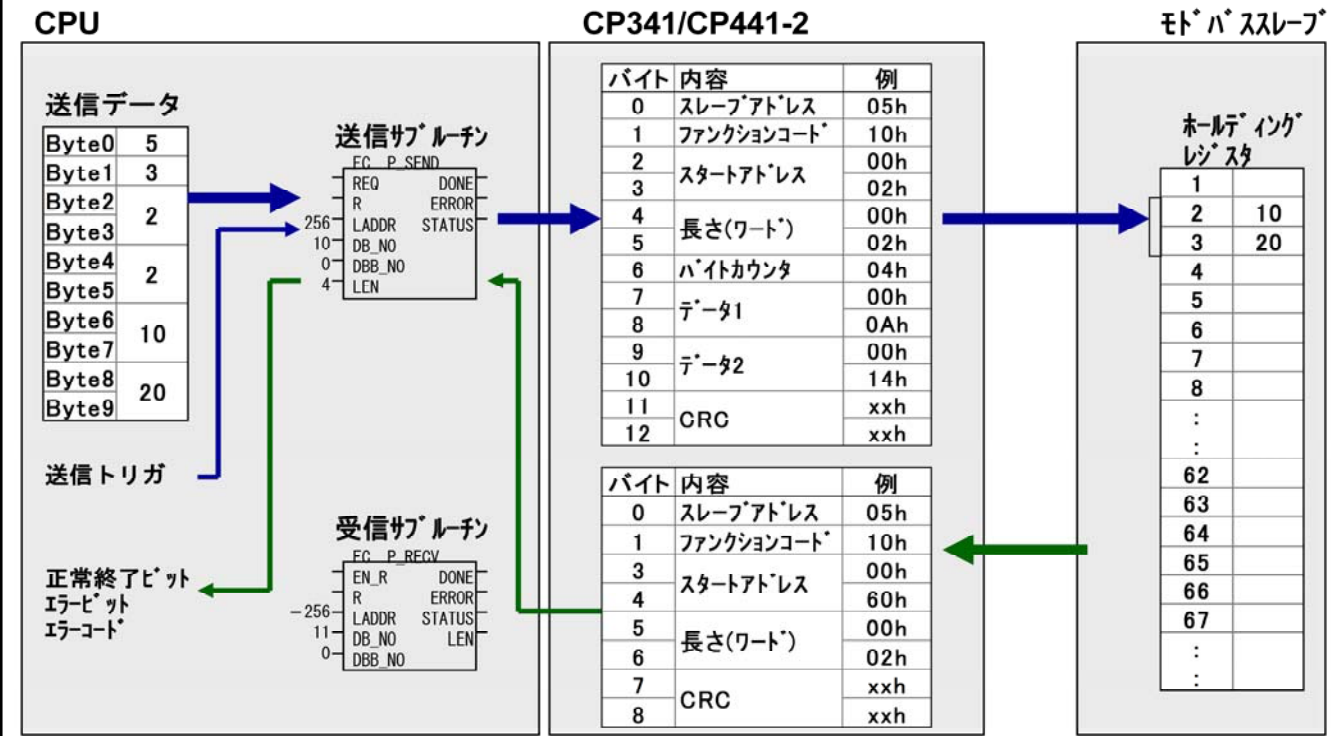 CPU
CP341/CP441-2
ﾓﾄﾞﾊﾞｽスレーブ
送信データ
Byte0 5
Byte1 3
Byte2
Byte3
2
Byte4
Byte5
2
Byte6
Byte7
10
Byte8
Byte9
20
送信トリガ
正常終了ﾋﾞｯﾄ
ｴﾗｰﾋﾞｯﾄ
ｴﾗｰｺｰﾄﾞ
送信ｻﾌﾞﾙｰﾁﾝ
FC P_SEND
REQ DONE
R ERROR
256 LADDR STATUS
10 DB_NO
0 DBB_NO
4 LEN
受信ｻﾌﾞﾙｰﾁﾝ
FC P_RECV
EN_R DONE
R ERROR
-256 LADDR STATUS
11 DB_NO LEN
0 DBB_NO
バイト 内容 例
0 ｽﾚｰﾌﾞｱﾄﾞﾚｽ 05h
1 ﾌｧﾝｸｼｮﾝｺｰﾄﾞ 10h
2 00h
ｽﾀｰﾄｱﾄﾞﾚｽ
3 02h
4 00h
長さ(ﾜｰﾄﾞ)
5 02h
6 ﾊﾞｲﾄｶｳﾝﾀ 04h
7 00h
ﾃﾞｰﾀ1
8 0Ah
9 00h
ﾃﾞｰﾀ2
10 14h
11 xxh
CRC
12 xxh
バイト 内容 例
0 ｽﾚｰﾌﾞｱﾄﾞﾚｽ 05h
1 ﾌｧﾝｸｼｮﾝｺｰﾄﾞ 10h
3 00h
ｽﾀｰﾄｱﾄﾞﾚｽ
4 60h
5 00h
長さ(ﾜｰﾄﾞ)
6 02h
7 xxh
CRC
8 xxh
ﾎｰﾙﾃﾞｨﾝｸﾞ
ﾚｼﾞｽﾀ
1
2 10
3 20
4
5
6
7
8
:
:
62
63
64
65
66
67
:
: